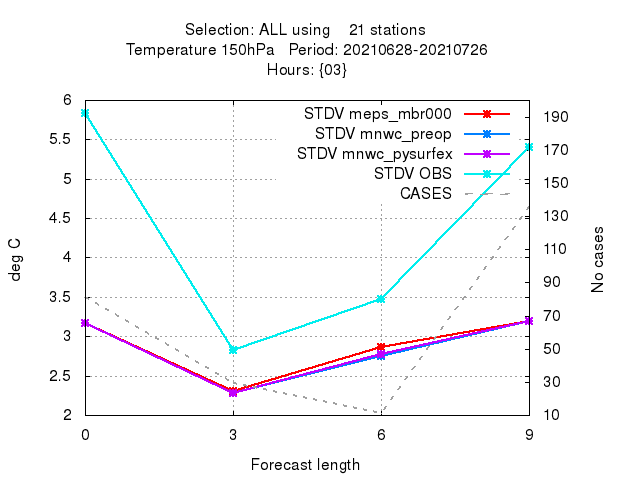 Selection: ALL using 21 stations
Temperature 150hPa Period: 20210628-20210726
Hours: {03}
STDV meps_mbr000
STDV mnwc_preop
STDV mnwc_pysurfex
STDV OBS
CASES
deg C
6
5.5
5
4.5
4
3.5
3
2.5
2
190
170
150
130
110
90
70
50
30
10
No cases
0 3 6 9
Forecast length